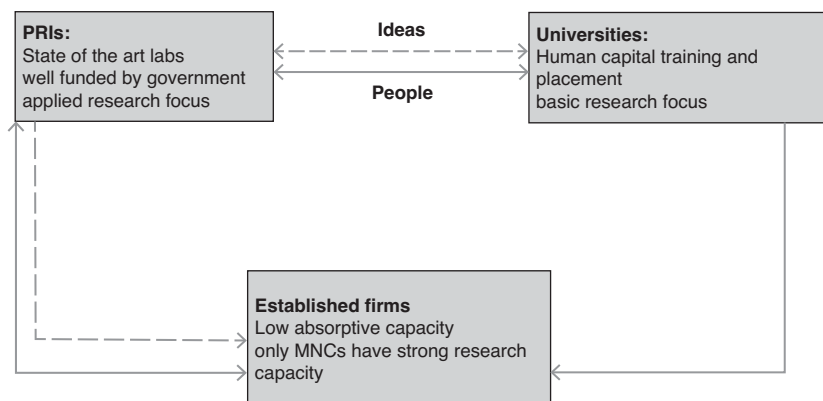 PRIs:
State of the art labs
well funded by government
applied research focus
Ideas
People
Universities:
Human capital training and
placement
basic research focus
Established firms
Low absorptive capacity
only MNCs have strong research
capacity